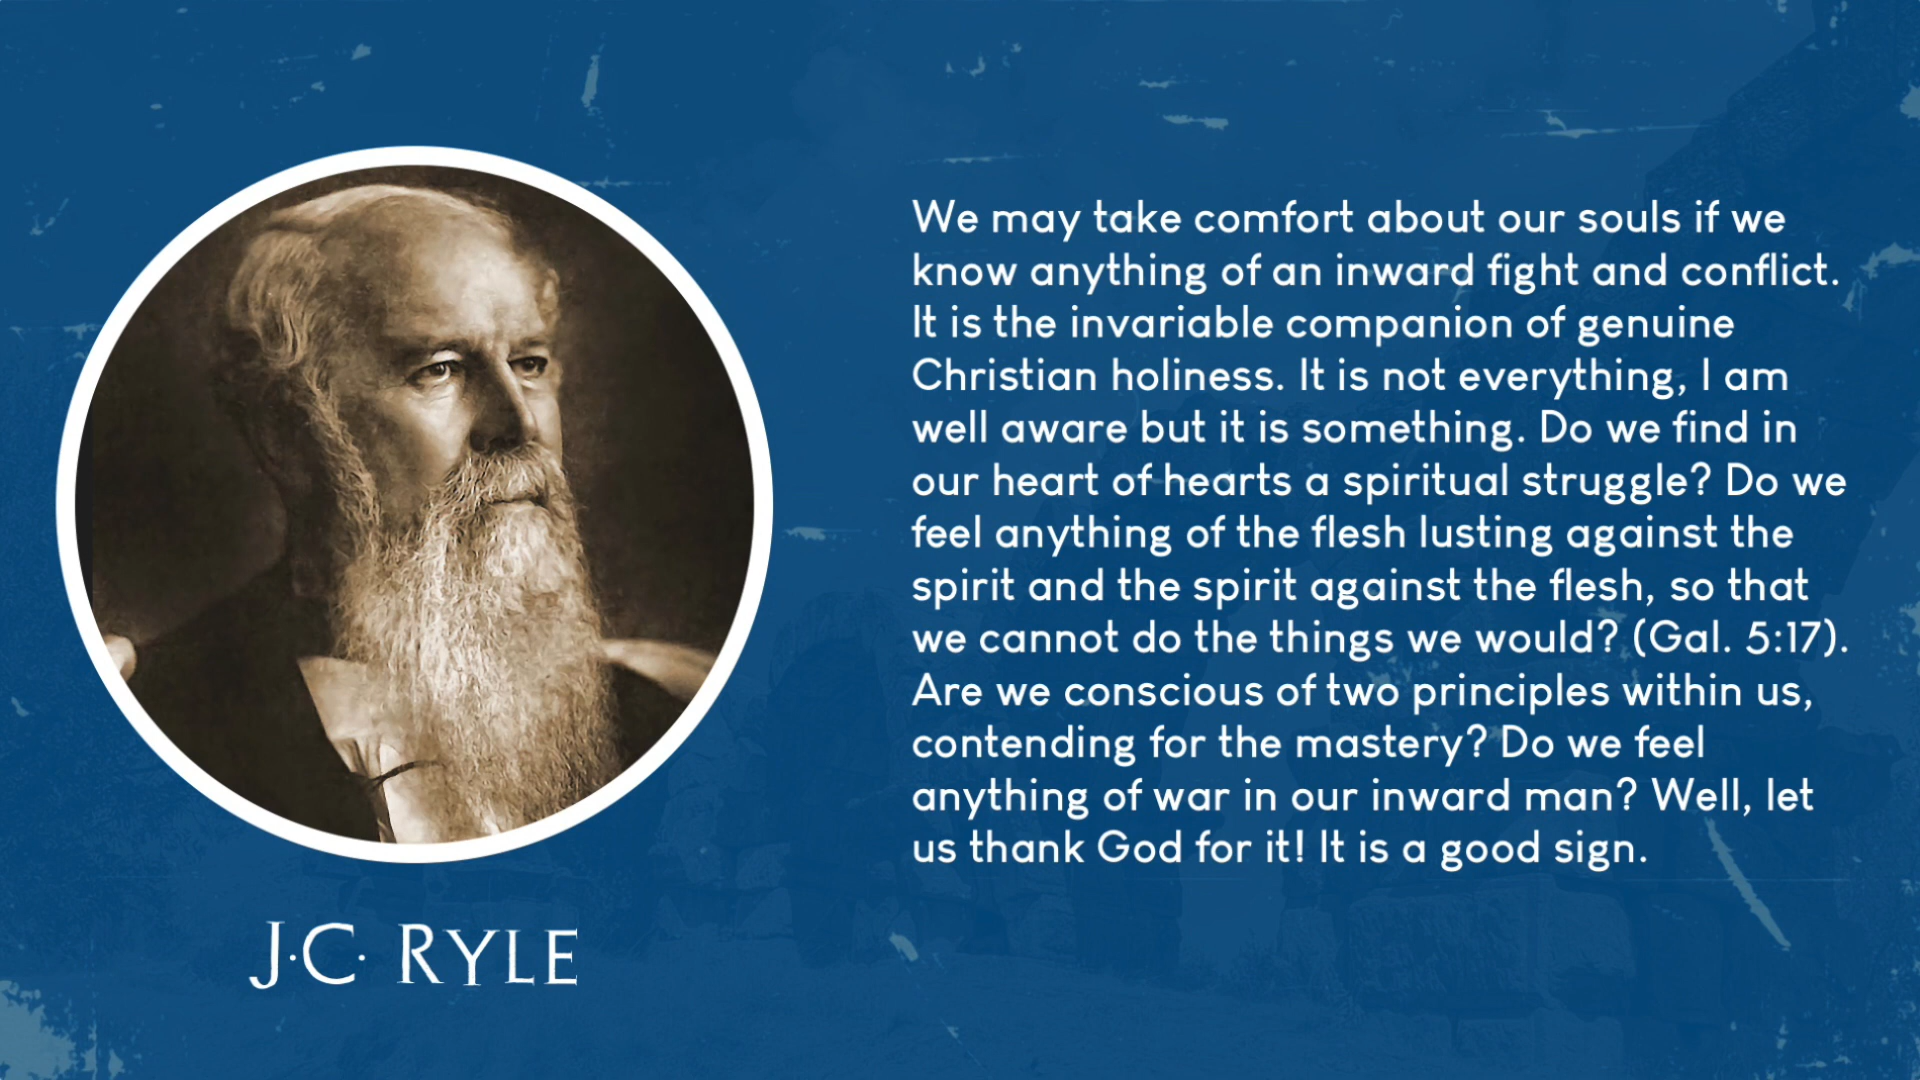 We may take comfort about our souls if we
know anything of an inward fight and conflict.
It is the invariable companion of genuine
Christian holiness. It is not everything, I am
well aware but it is something. Do we find in
our heart of hearts a spiritual struggle? Do we
feel anything of the flesh lusting against the
spirit and the spirit against the flesh, so that
we cannot do the things we would? (Gal. 5:17).
Are we conscious of two principles within us,
contending for the mastery? Do we feel
anything of war in our inward man? Well, let
us thank God for it! It is a good sign.
J·C· RYLE